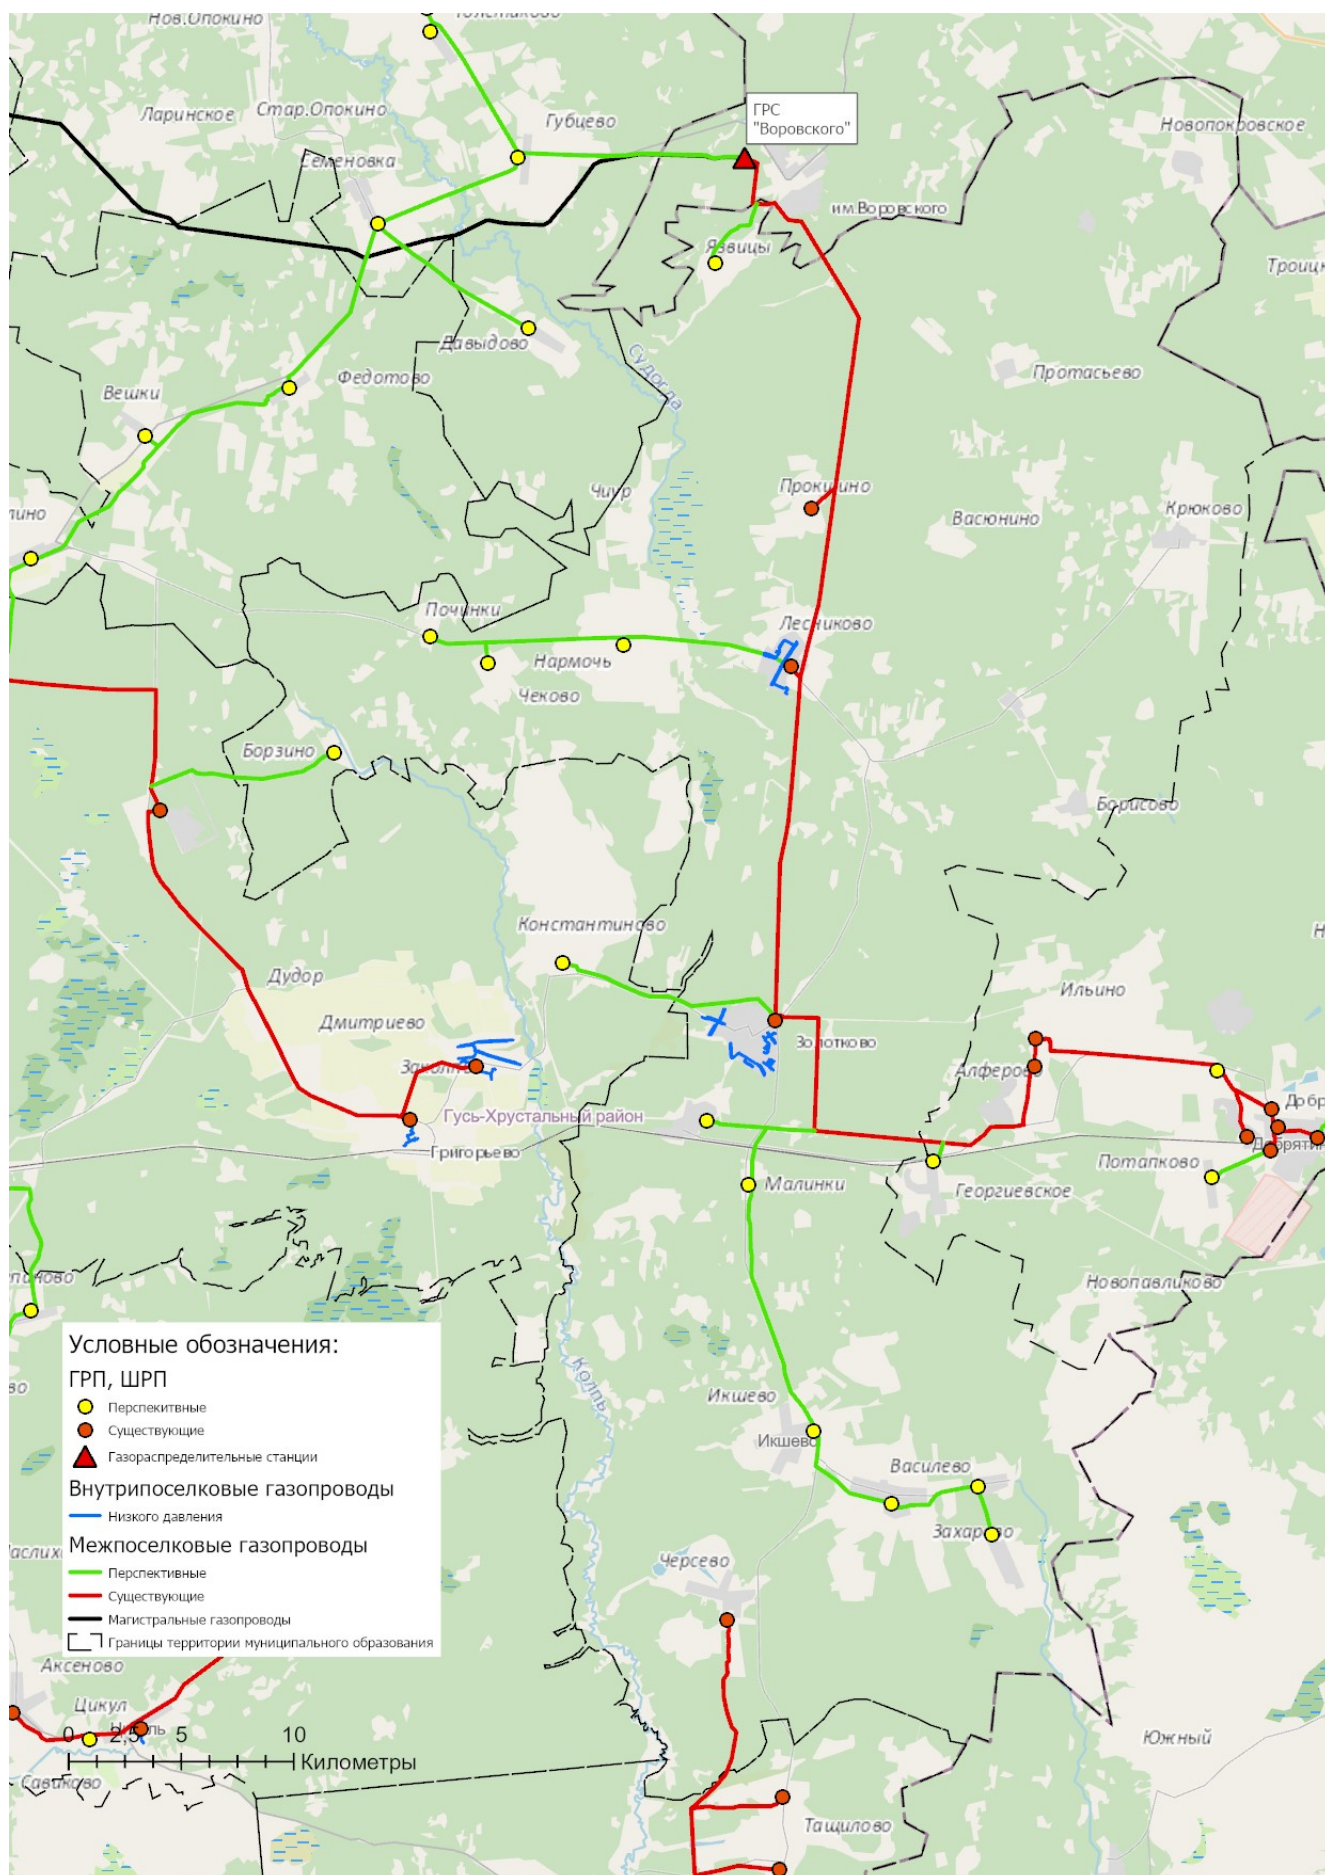 Нов.Опокино
ГРС
"Воровского"
Ларинское
Стар.Опокино
Губцево
Новопокровское
Семеновка
им.Воровского
Язвицы
Судогда
Давыдово
Федотово
Вешки
Протасьево
Чиур
Прокшино
Васюнино
Крюково
Починки
Лесниково
Нармочь
Чеково
Борзино
Борисово
Константиново
Дудор
Ильино
Дмитриево
Золотково
Алферово
Гусь-Хрустальный район
Григорьево
Потапково
Малинки
Георгиевское
Новопавликово
Условные обозначения:
ГРП, ШРП
Перспекитвные
Существующие
Газораспределительные станции
Внутрипоселковые газопроводы
Низкого давления
Межпоселковые газопроводы
Перспективные
Существующие
Магистральные газопроводы
Границы территории муниципального образования
Колпь
Икшево
Икшево
Василево
Захарово
Черсево
Аксеново
Цикул
0 2,5 5 10
Километры
Савиково
Южный
Тащилово